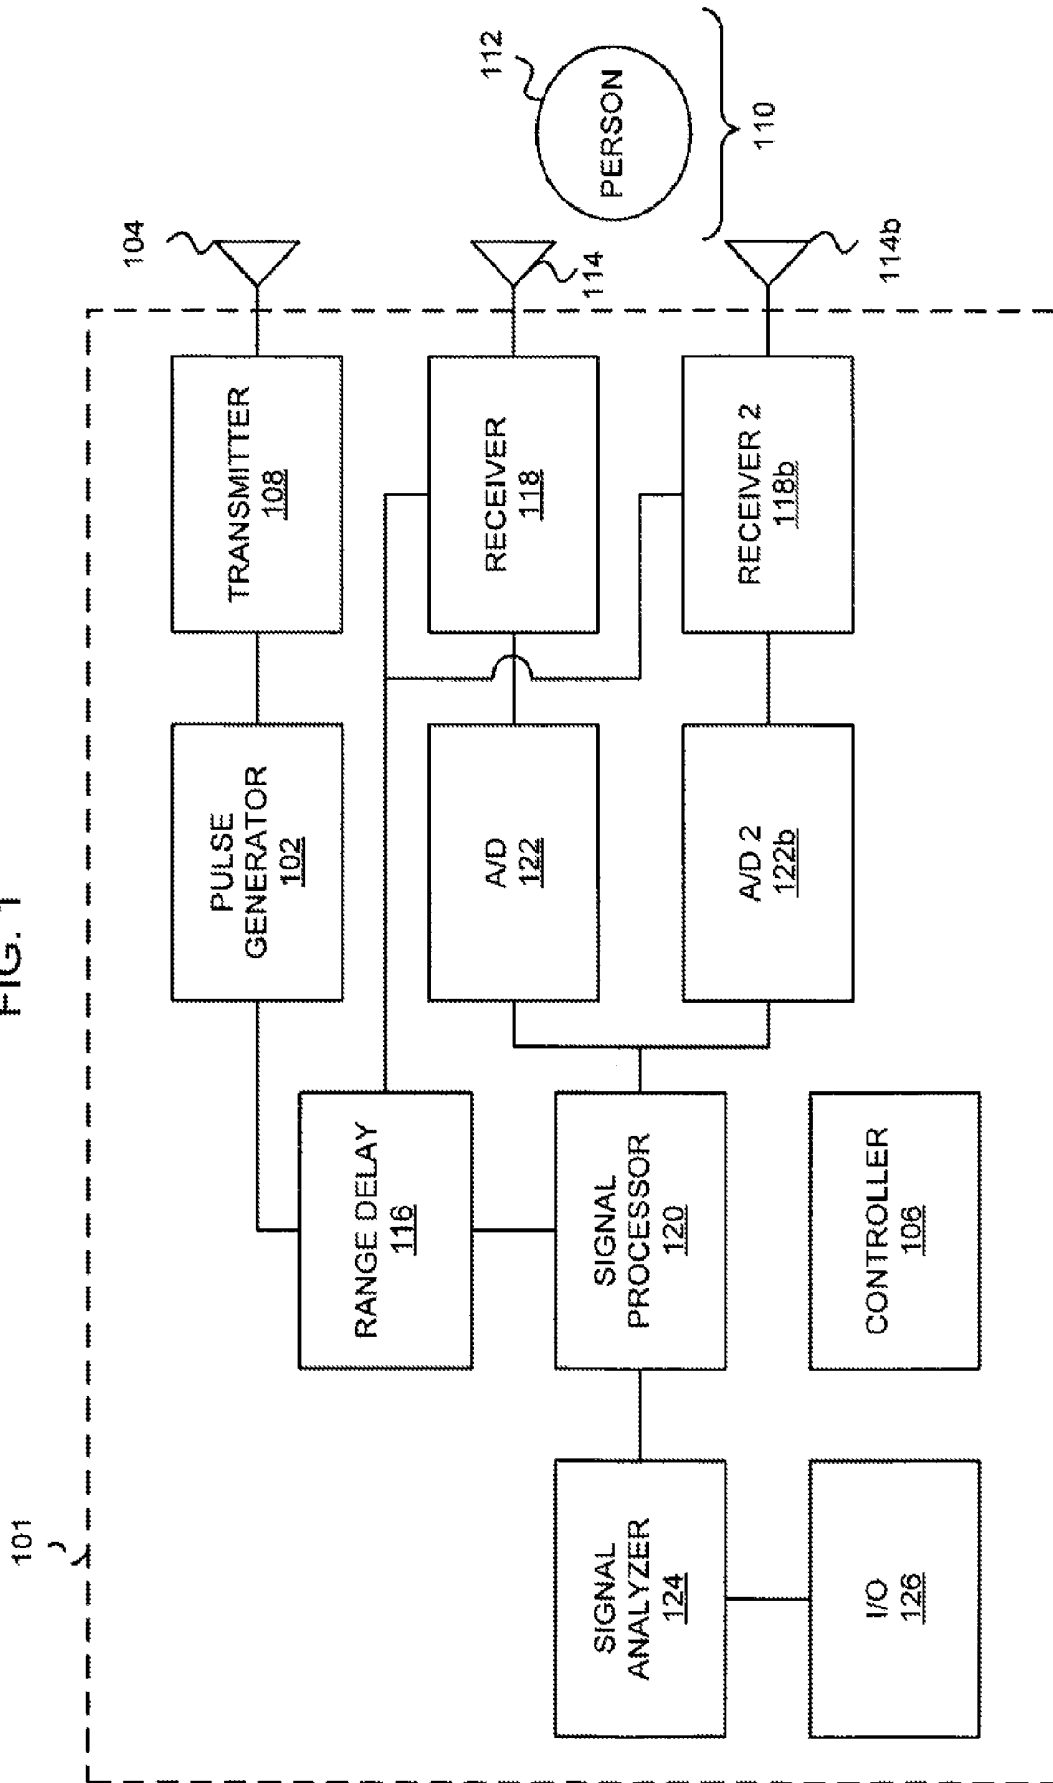 FIG. 1
101
104
TRANSMITTER
108
PULSE
GENERATOR
102
RANGE DELAY
116
RECEIVER
118
114
A/D
122
112
PERSON
110
SIGNAL
PROCESSOR
120
SIGNAL
ANALYZER
124
RECEIVER 2
118b
114b
A/D 2
122b
CONTROLLER
106
I/O
126